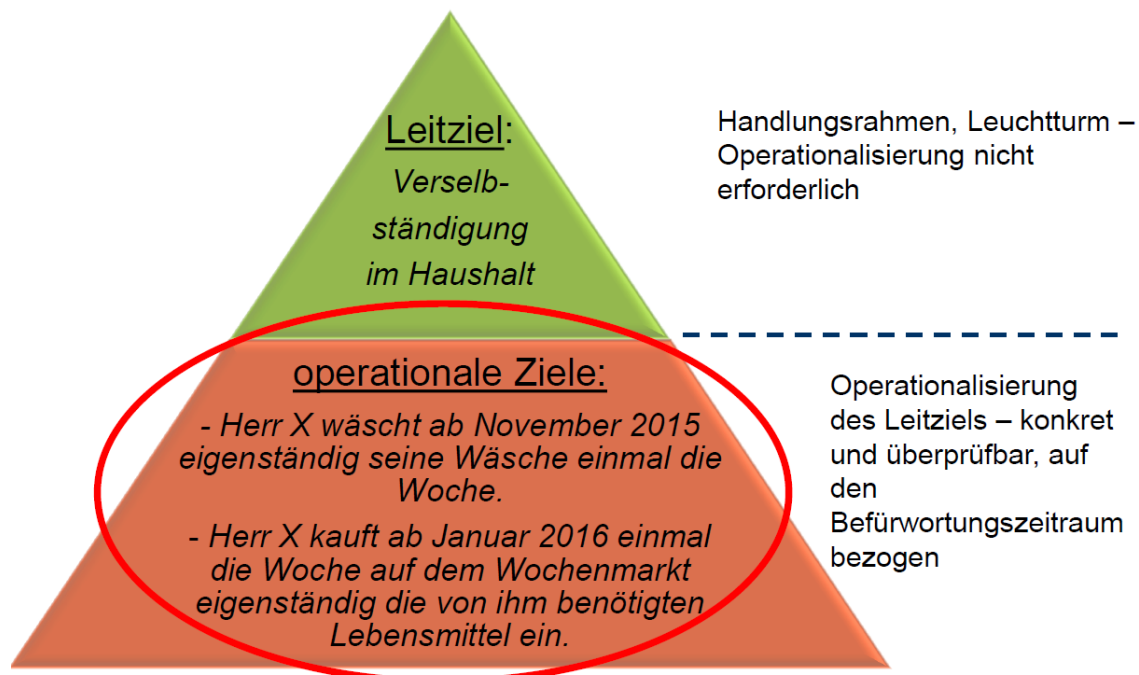 Leitziel:
Verselb-
ständigung
im Haushalt
Handlungsrahmen, Leuchtturm –
Operationalisierung nicht
erforderlich
operationale Ziele:
- Herr X wäscht ab November 2015
eigenständig seine Wäsche einmal die
Woche.
- Herr X kauft ab Januar 2016 einmal
die Woche auf dem Wochenmarkt
eigenständig die von ihm benötigten
Lebensmittel ein.
Operationalisierung
des Leitziels – konkret
und überprüfbar, auf
den
Befürwortungszeitraum
bezogen